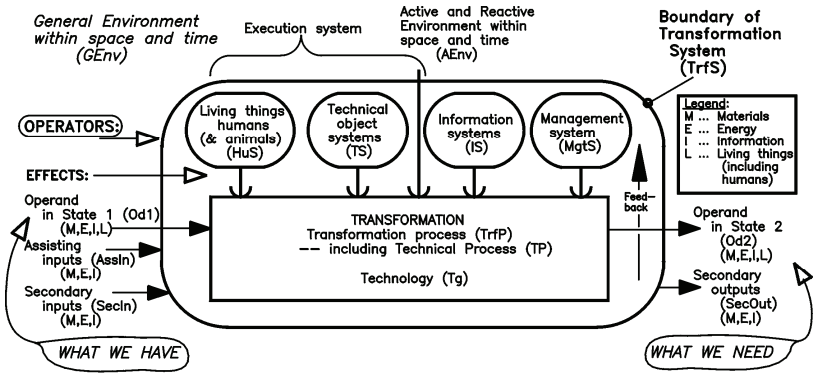 General Environment
within space and time
(GEnv)
Execution system
Active and Reactive
Environment within
space and time
(AEnv)
Boundary of
Transformation
System
(TrfS)
OPERATORS:
Living things
humans
(& animals)
(HuS)
Technical
object
systems
(TS)
Information
systems
(IS)
Management
system
(MgtS)
Legend:
M ... Materials
E ... Energy
I ... Information
L ... Living things
(including
humans)
EFFECTS:
Feed-
back
Operand
in State 1 (Od1)
(M,E,I,L)
Assisting
inputs (AssIn)
(M,E,I)
Secondary
inputs (SecIn)
(M,E,I)
TRANSFORMATION
Transformation process (TrfP)
-- including Technical Process (TP)
Technology (Tg)
Operand
in State 2
(Od2)
(M,E,I,L)
Secondary
outputs
(SecOut)
(M,E,I)
WHAT WE HAVE
WHAT WE NEED